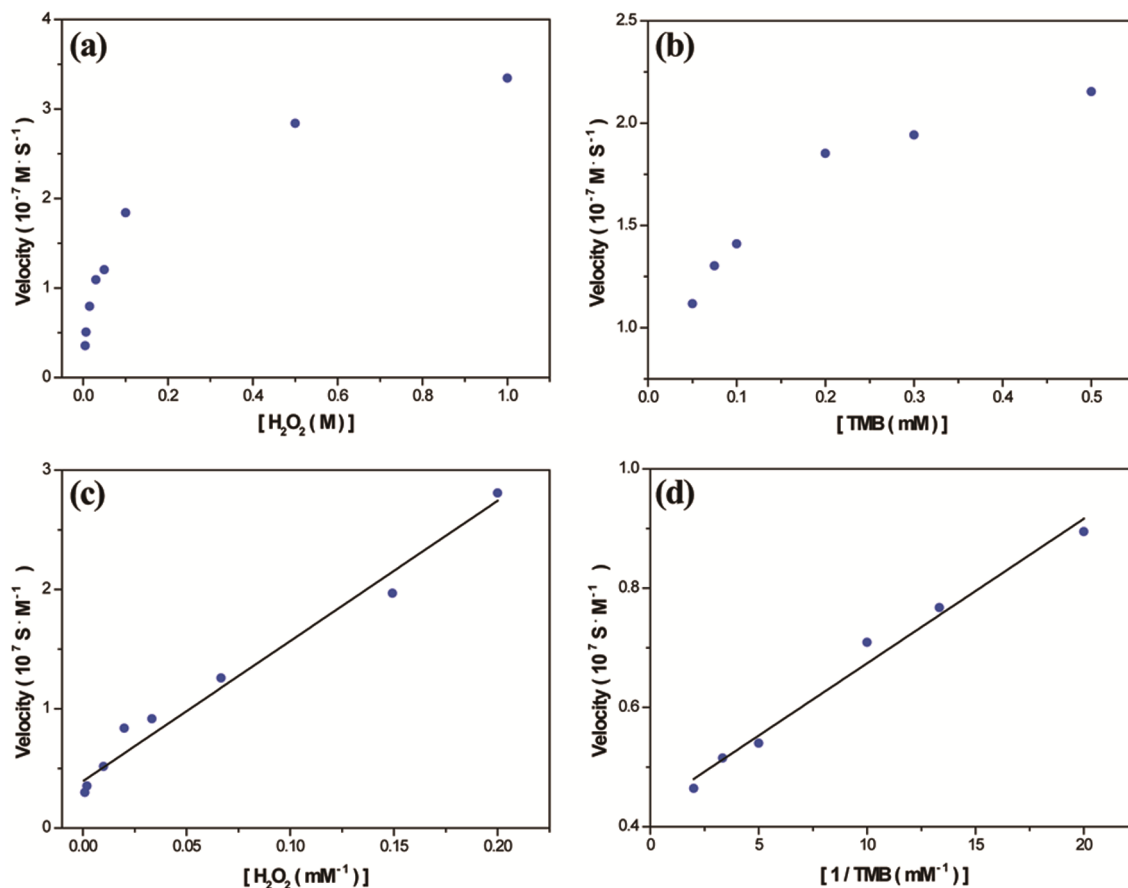 (a)
Velocity ( 10⁻⁷ M · S⁻¹ )
4
3
2
1
0
0.0 0.2 0.4 0.6 0.8 1.0
[ H₂O₂ ( M ) ]
(b)
Velocity ( 10⁻⁷ M · S⁻¹ )
2.5
2.0
1.5
1.0
0.0 0.1 0.2 0.3 0.4 0.5
[ TMB ( mM ) ]
(c)
Velocity ( 10⁷ S · M⁻¹ )
3
2
1
0
0.00 0.05 0.10 0.15 0.20
[ H₂O₂ ( mM⁻¹ ) ]
(d)
Velocity ( 10⁷ S · M⁻¹ )
1.0
0.8
0.6
0.4
0 5 10 15 20
[ 1 / TMB ( mM⁻¹ ) ]